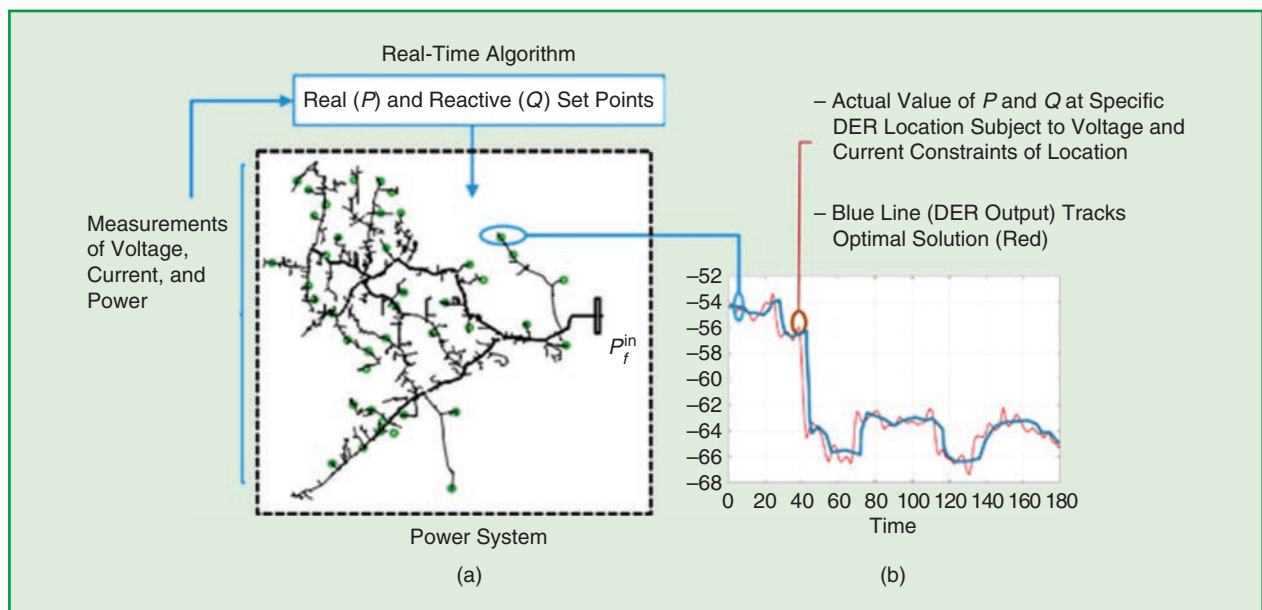 Real-Time Algorithm
Real (P) and Reactive (Q) Set Points
Measurements
of Voltage,
Current, and
Power
P_f^in
Power System
(a)
– Actual Value of P and Q at Specific
DER Location Subject to Voltage and
Current Constraints of Location
– Blue Line (DER Output) Tracks
Optimal Solution (Red)
–52
–54
–56
–58
–60
–62
–64
–66
–68
0 20 40 60 80 100 120 140 160 180
Time
(b)